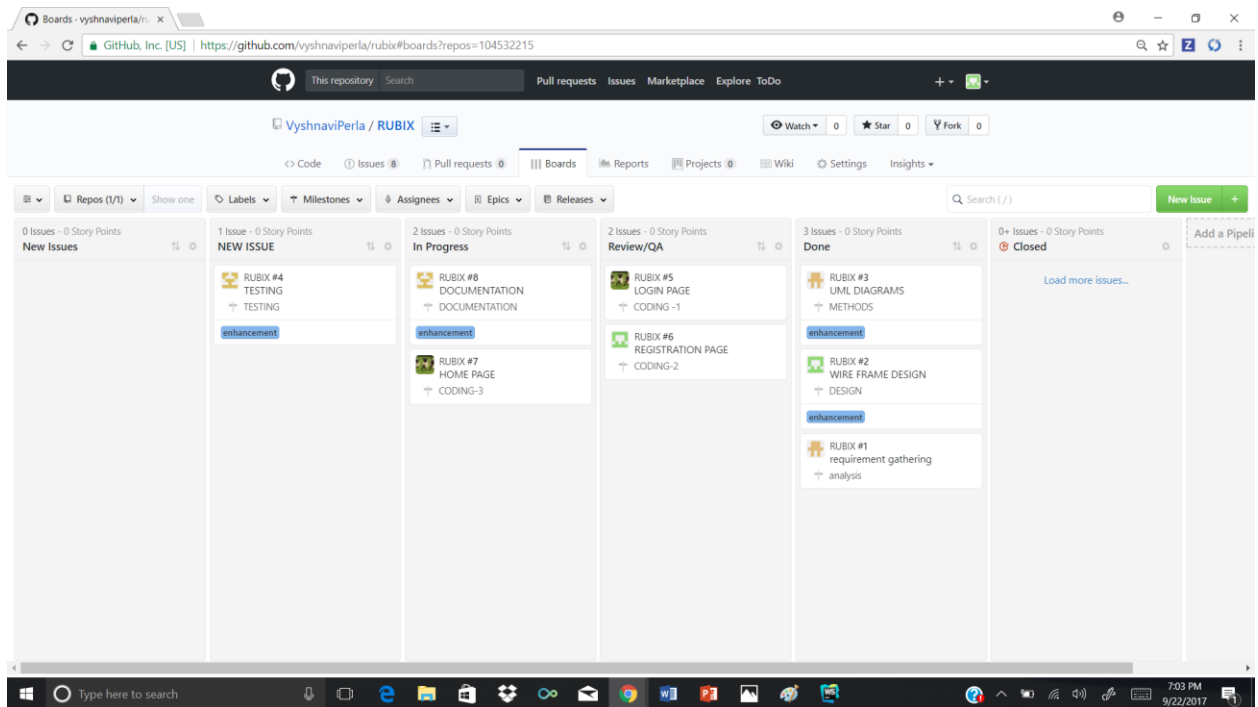 Boards - vyshnaviperla/ru
GitHub, Inc. [US] | https://github.com/vyshnaviperla/rubix#boards?repos=104532215
This repository Search Pull requests Issues Marketplace Explore ToDo
VyshnaviPerla / RUBIX Watch 0 Star 0 Fork 0
Code Issues 8 Pull requests 0 Boards Reports Projects 0 Wiki Settings Insights
Repos (1/1) Show one Labels Milestones Assignees Epics Releases Search ( / ) New Issue +
0 Issues - 0 Story Points
New Issues
1 Issue - 0 Story Points
NEW ISSUE
RUBIX #4
TESTING
TESTING
enhancement
2 Issues - 0 Story Points
In Progress
RUBIX #8
DOCUMENTATION
DOCUMENTATION
enhancement
RUBIX #7
HOME PAGE
CODING-3
2 Issues - 0 Story Points
Review/QA
RUBIX #5
LOGIN PAGE
CODING -1
RUBIX #6
REGISTRATION PAGE
CODING-2
3 Issues - 0 Story Points
Done
RUBIX #3
UML DIAGRAMS
METHODS
enhancement
RUBIX #2
WIRE FRAME DESIGN
DESIGN
enhancement
RUBIX #1
requirement gathering
analysis
0+ Issues - 0 Story Points
Closed
Load more issues...
Add a Pipeli
Type here to search
7:03 PM
9/22/2017